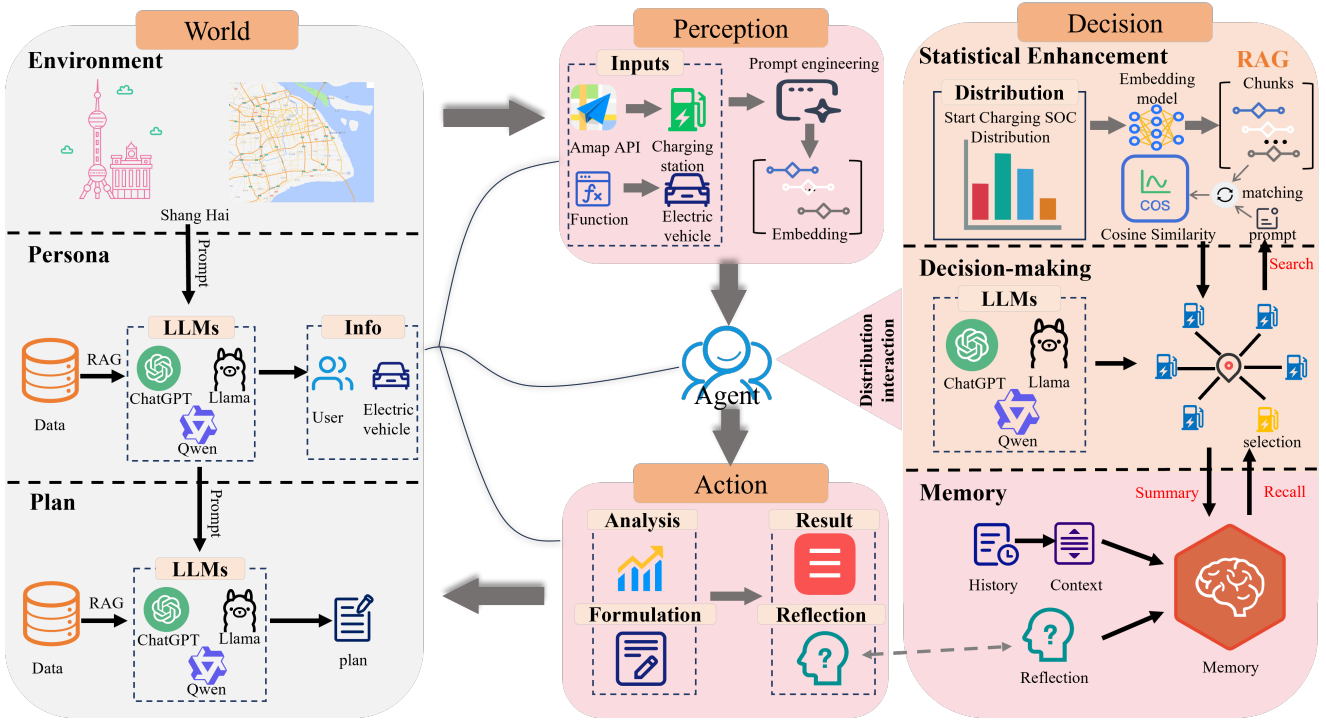 World
Environment
Shang Hai
Prompt
Persona
LLMs
Info
RAG
ChatGPT
Llama
Qwen
Data
User
Electric
vehicle
Prompt
Plan
LLMs
RAG
ChatGPT
Llama
Qwen
Data
plan
Perception
Inputs
Prompt engineering
Amap API
Charging
station
Function
Electric
vehicle
Embedding
Agent
Distribution
interaction
Action
Analysis
Result
Formulation
Reflection
Decision
Statistical Enhancement
RAG
Distribution
Start Charging SOC
Distribution
Embedding
model
Chunks
COS
matching
Cosine Similarity
prompt
Search
Decision-making
LLMs
ChatGPT
Llama
Qwen
selection
Summary
Recall
Memory
History
Context
Reflection
Memory